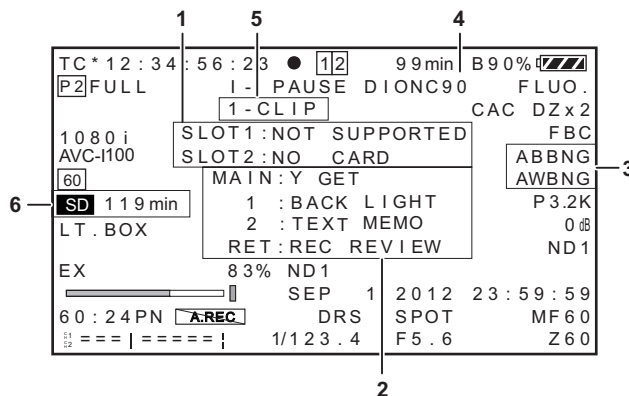 1 5 4
TC*12:34:56:23 ● 12 99min B90%
P2 FULL I- PAUSE DIONC90 FLUO.
1-CLIP CAC DZx2
SLOT1:NOT SUPPORTED FBC
1080i
AVC-I100 SLOT2:NO CARD ABBNG
3
60 MAIN:Y GET AWBNG
6 SD 119min 1 :BACK LIGHT P3.2K
LT.BOX 2 :TEXT MEMO 0dB
RET:REC REVIEW ND1
EX 83% ND1
SEP 1 2012 23:59:59
60:24PN A.REC DRS SPOT MF60
===|=====¦ 1/123.4 F5.6 Z60
2